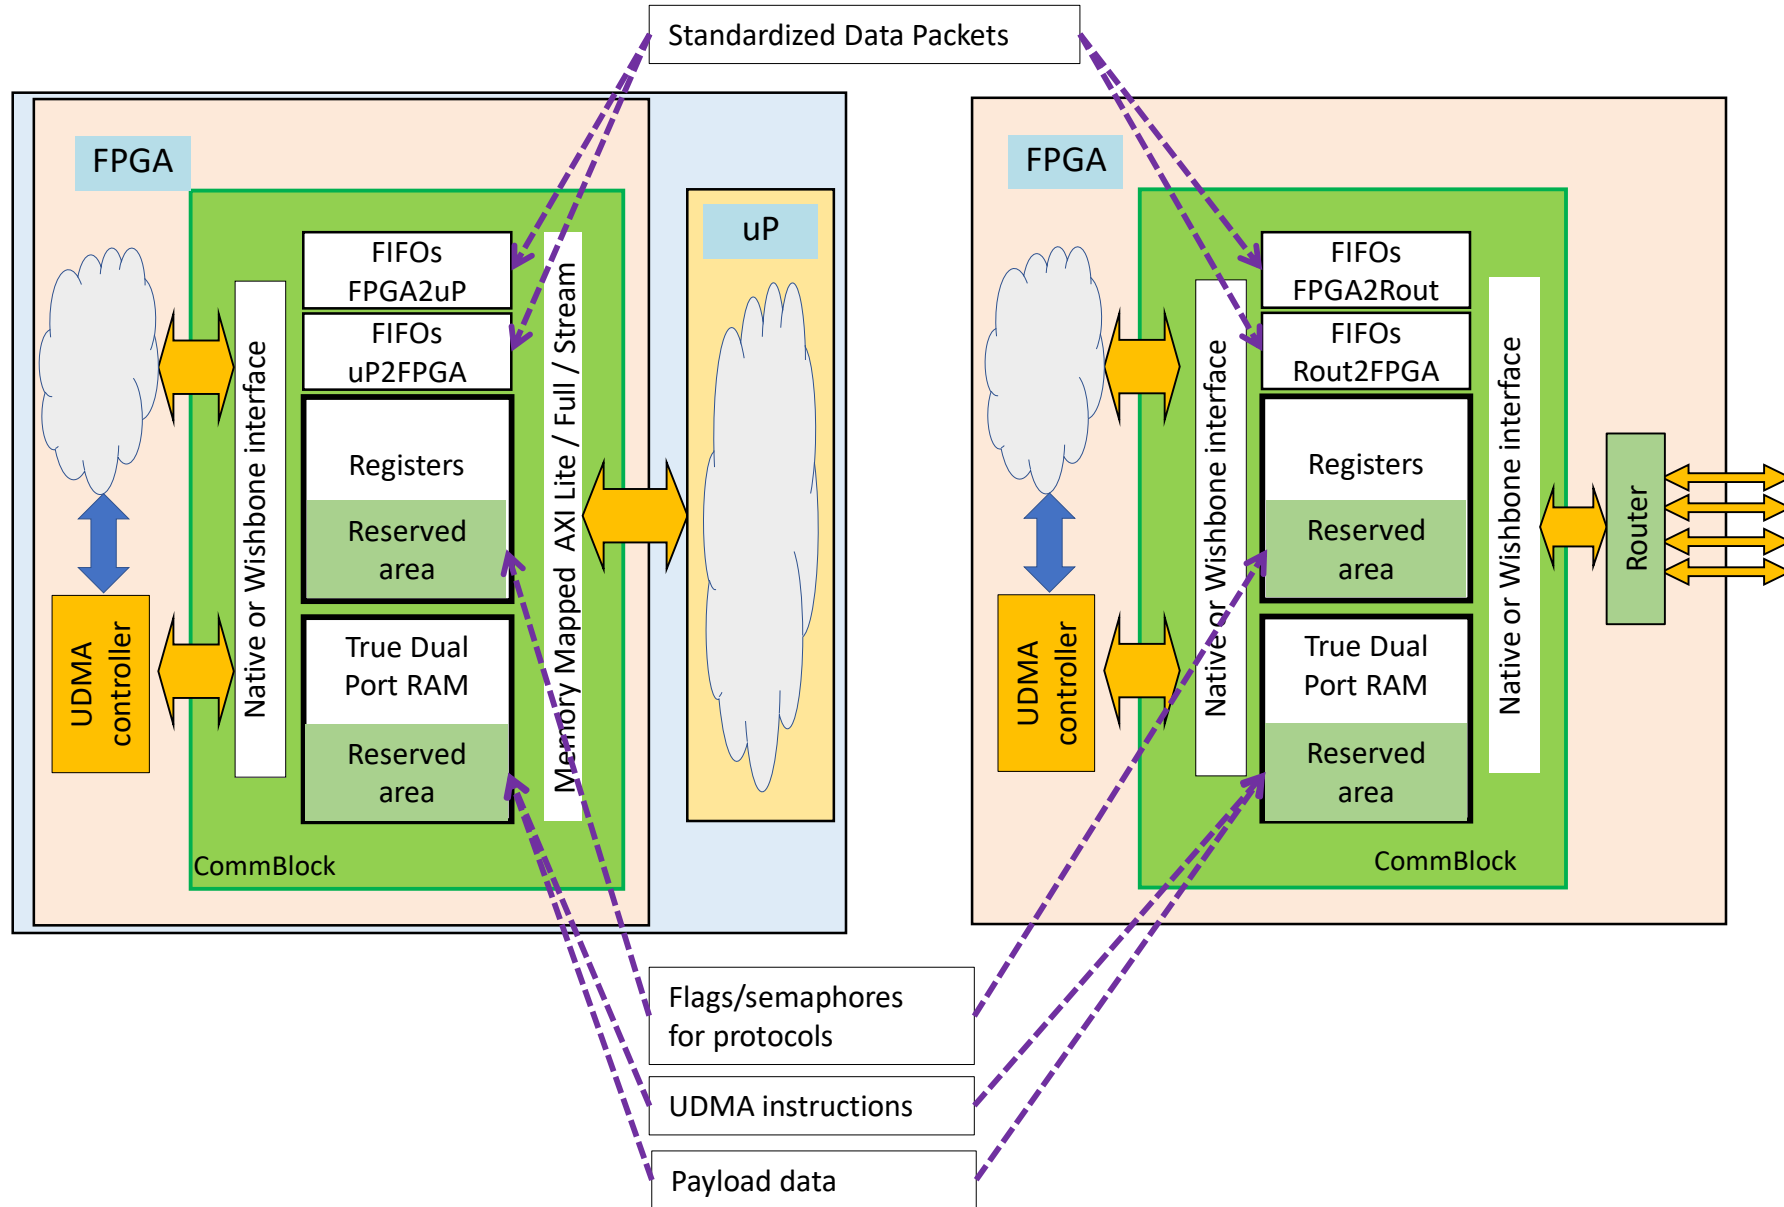 Standardized Data Packets
FPGA
uP
FIFOs
FPGA2uP
FIFOs
uP2FPGA
Registers
Reserved
area
True Dual
Port RAM
Reserved
area
Native or Wishbone interface
Memory Mapped  AXI Lite / Full / Stream
UDMA
controller
CommBlock
FPGA
FIFOs
FPGA2Rout
FIFOs
Rout2FPGA
Registers
Reserved
area
True Dual
Port RAM
Reserved
area
Native or Wishbone interface
Native or Wishbone interface
UDMA
controller
Router
CommBlock
Flags/semaphores
for protocols
UDMA instructions
Payload data